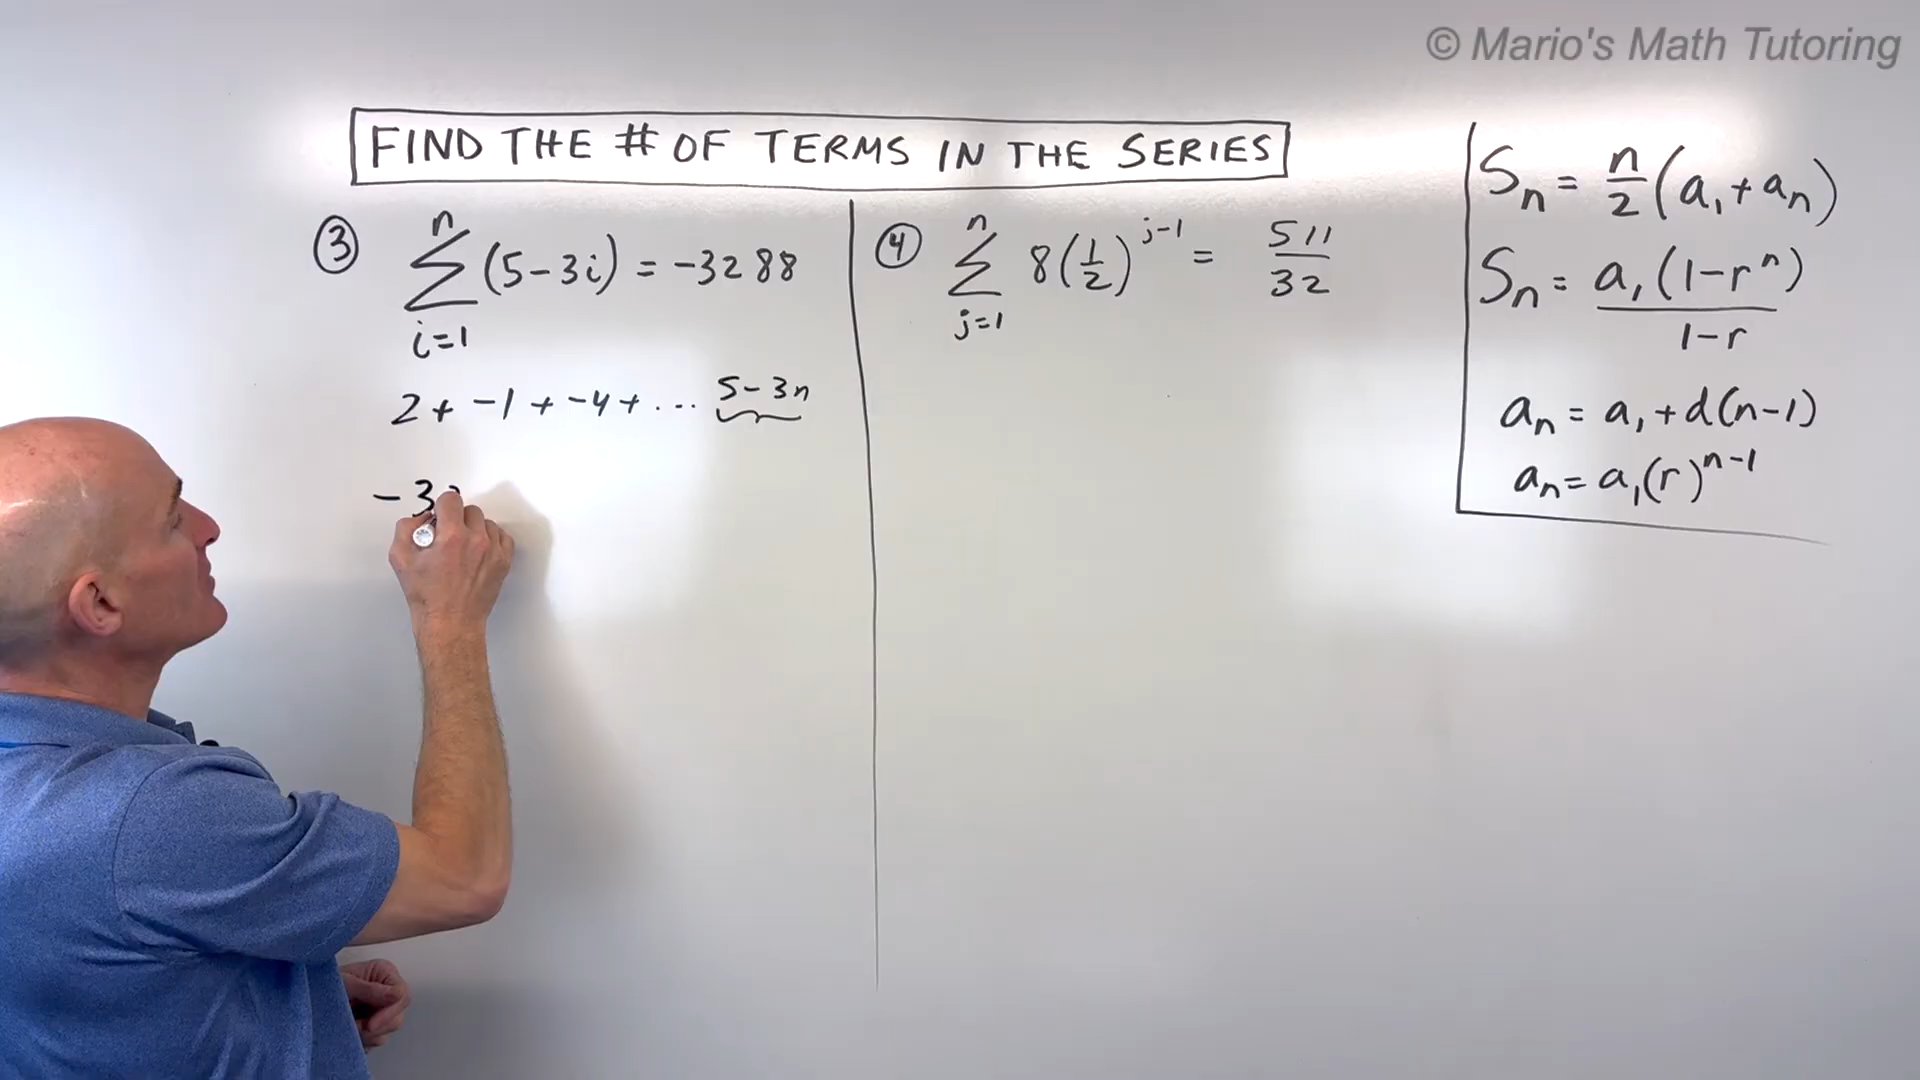 © Mario's Math Tutoring
FIND THE # OF TERMS IN THE SERIES
③ n
∑ (5-3i) = -3288
i=1
2 + -1 + -4 + ... 5-3n
-3
④ n
∑ 8(1/2)^(j-1) = 511/32
j=1
Sₙ = n/2 (a₁ + aₙ)
Sₙ = a₁(1-rⁿ)
1-r
aₙ = a₁ + d(n-1)
aₙ = a₁(r)ⁿ⁻¹